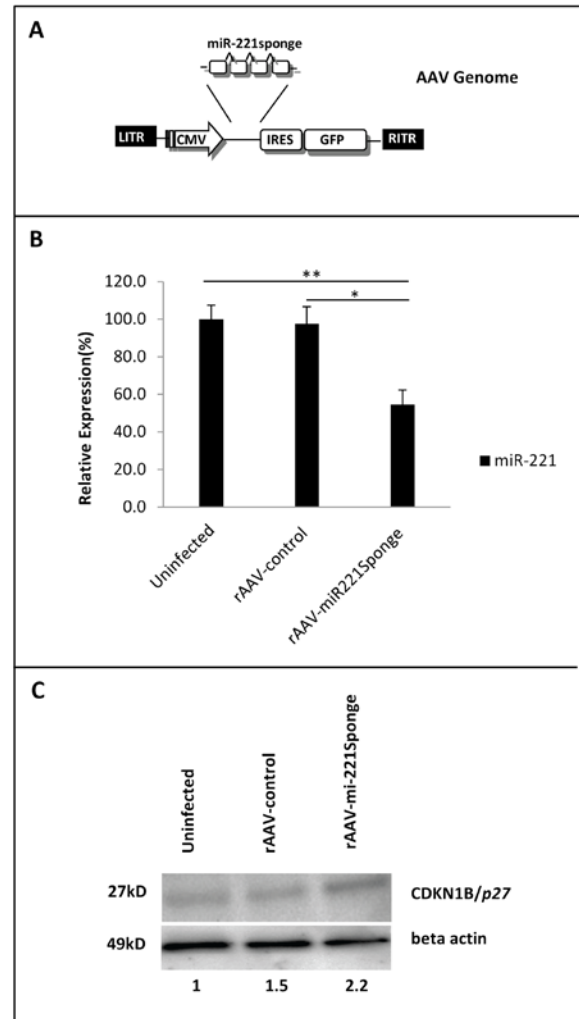 A
miR-221sponge
AAV Genome
LITR
CMV
IRES
GFP
RITR
B
**
*
120.0
100.0
80.0
60.0
40.0
20.0
0.0
Relative Expression(%)
Uninfected
rAAV-control
rAAV-miR221Sponge
miR-221
C
Uninfected
rAAV-control
rAAV-mi-221Sponge
27kD
CDKN1B/p27
49kD
beta actin
1 1.5 2.2